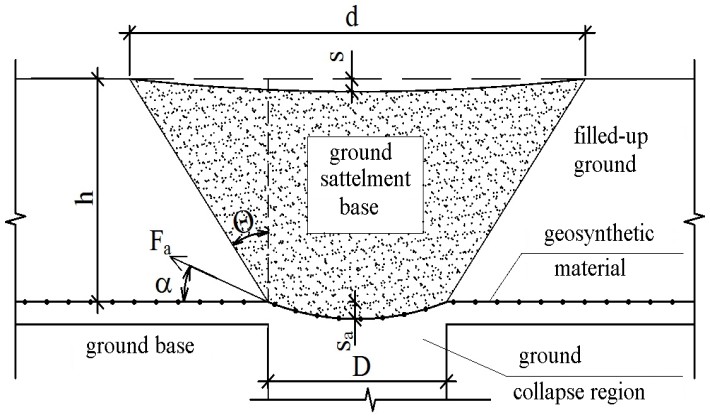 d
s
ground
sattelment
base
filled-up
ground
h
Θ
Fa
geosynthetic
material
α
sa
ground base
D
ground
collapse region